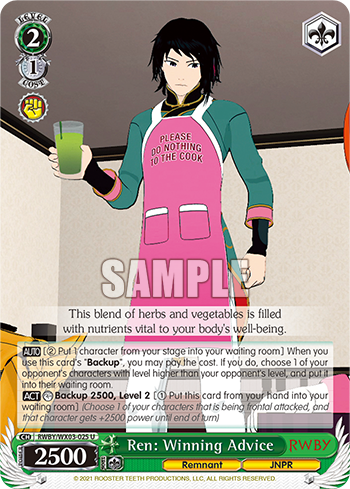 LEVEL
2
1
COST
PLEASE
DO NOTHING
TO THE COOK
SAMPLE
This blend of herbs and vegetables is filled
with nutrients vital to your body's well-being.
AUTO [② Put 1 character from your stage into your waiting room] When you
use this card's "Backup", you may pay the cost. If you do, choose 1 of your
opponent's characters with level higher than your opponent's level, and put it
into their waiting room.
ACT Backup 2500, Level 2 [① Put this card from your hand into your
waiting room] (Choose 1 of your characters that is being frontal attacked, and
that character gets +2500 power until end of turn)
CH RWBY/WX03-025 U
Ren: Winning Advice RWBY
POWER 2500
Remnant JNPR
© 2021 ROOSTER TEETH PRODUCTIONS, LLC, ALL RIGHTS RESERVED.